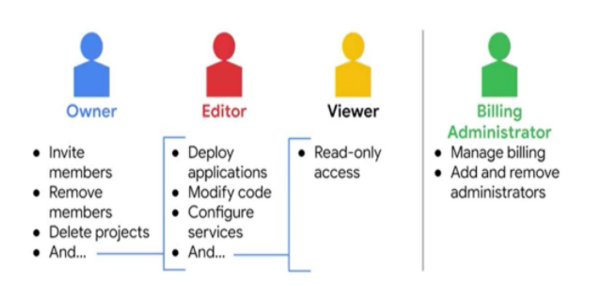 Owner
Invite
members
Remove
members
Delete projects
And...
Editor
Deploy
applications
Modify code
Configure
services
And...
Viewer
Read-only
access
Billing
Administrator
Manage billing
Add and remove
administrators